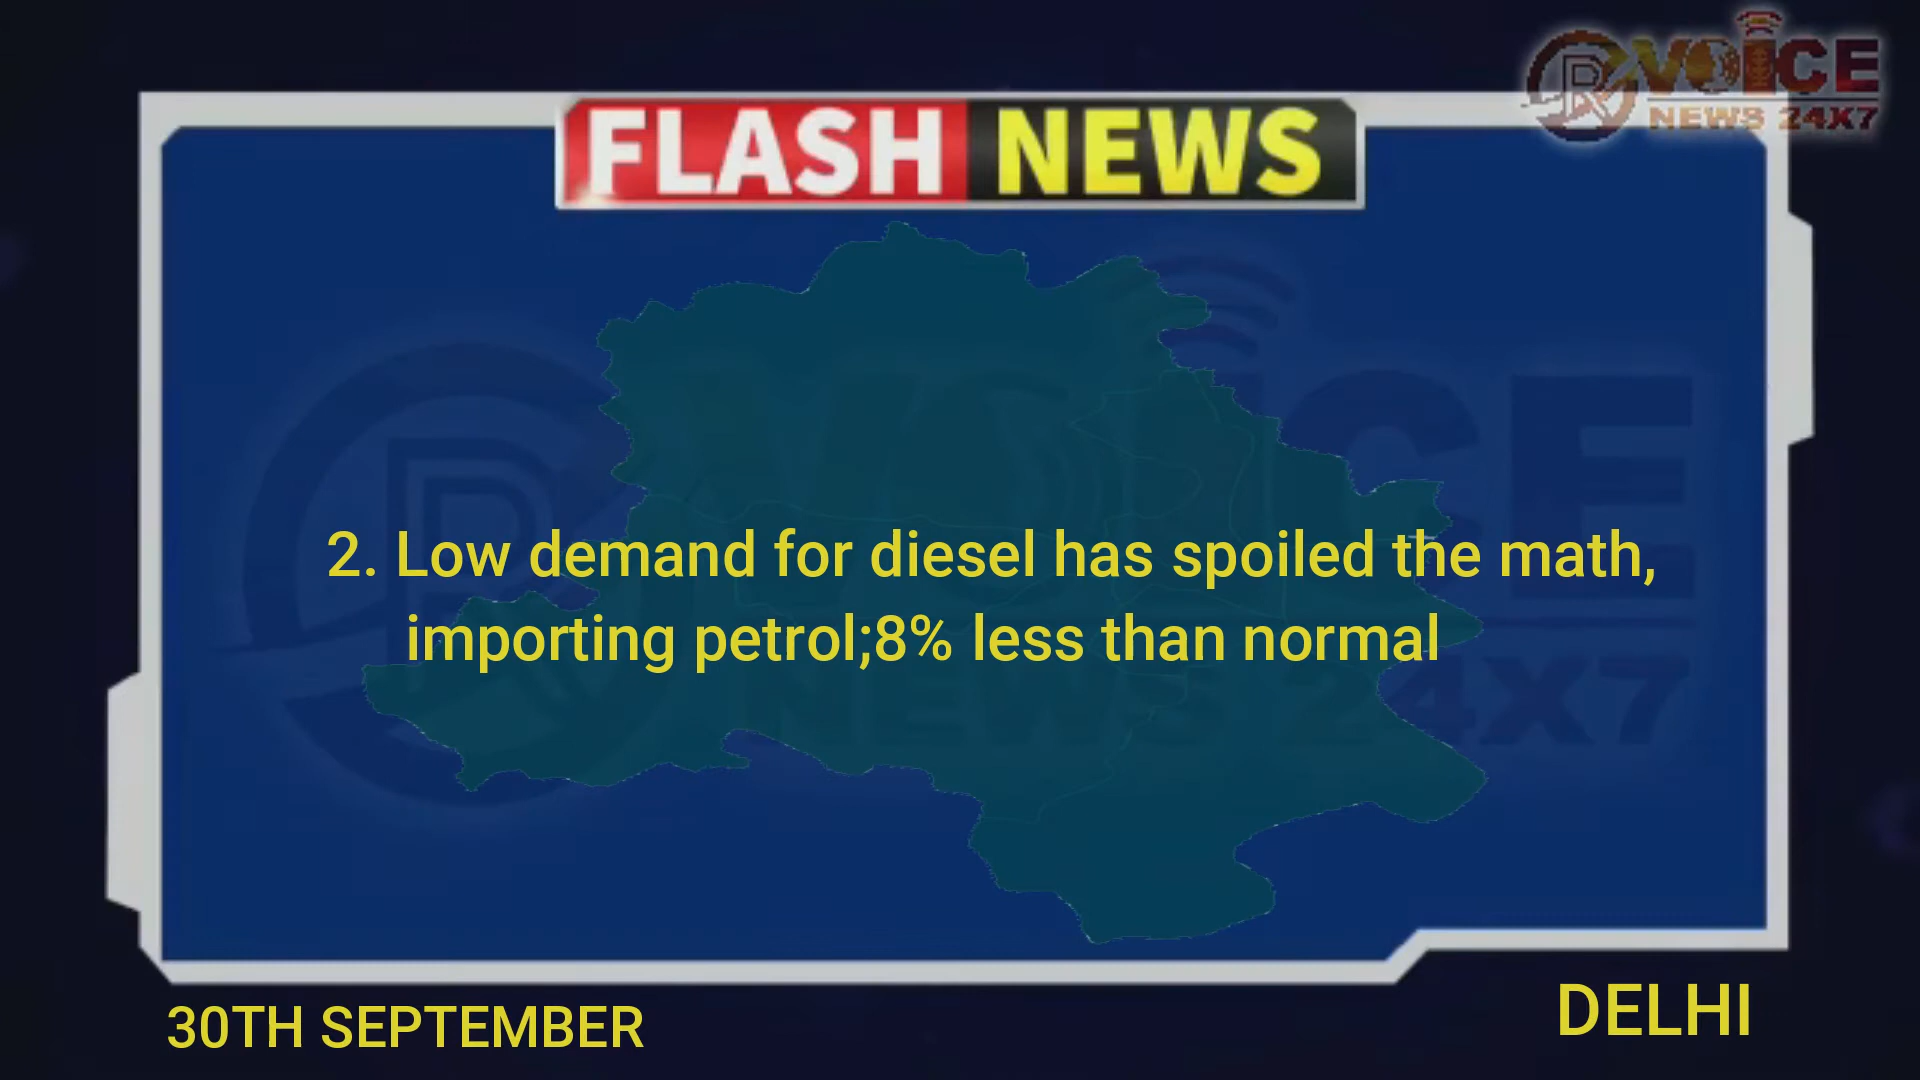 VOICE
NEWS 24X7
FLASH NEWS
2. Low demand for diesel has spoiled the math,
importing petrol;8% less than normal
30TH SEPTEMBER
DELHI